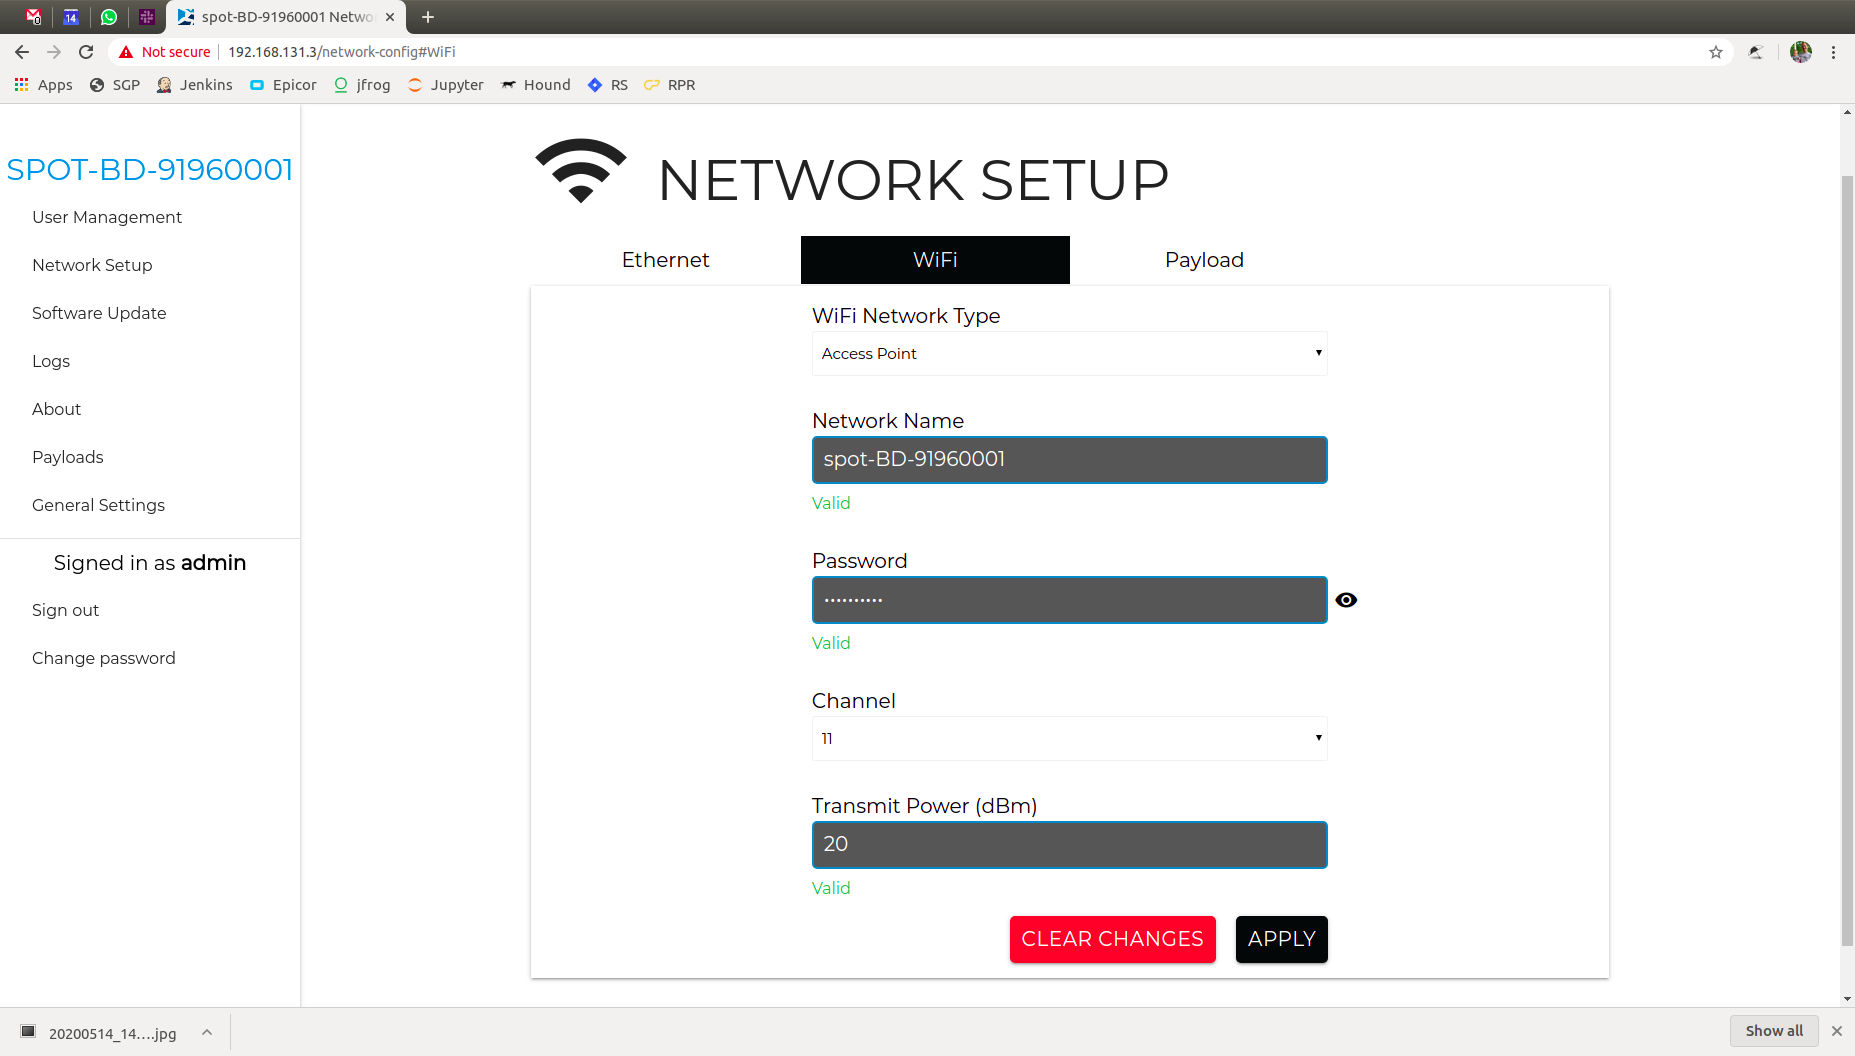 0
14
spot-BD-91960001 Netwo
Not secure
192.168.131.3/network-config#WiFi
Apps
SGP
Jenkins
Epicor
jfrog
Jupyter
Hound
RS
RPR
SPOT-BD-91960001
User Management
Network Setup
Software Update
Logs
About
Payloads
General Settings
Signed in as admin
Sign out
Change password
NETWORK SETUP
Ethernet
WiFi
Payload
WiFi Network Type
Access Point
Network Name
spot-BD-91960001
Valid
Password
••••••••••
Valid
Channel
11
Transmit Power (dBm)
20
Valid
CLEAR CHANGES
APPLY
20200514_14....jpg
Show all